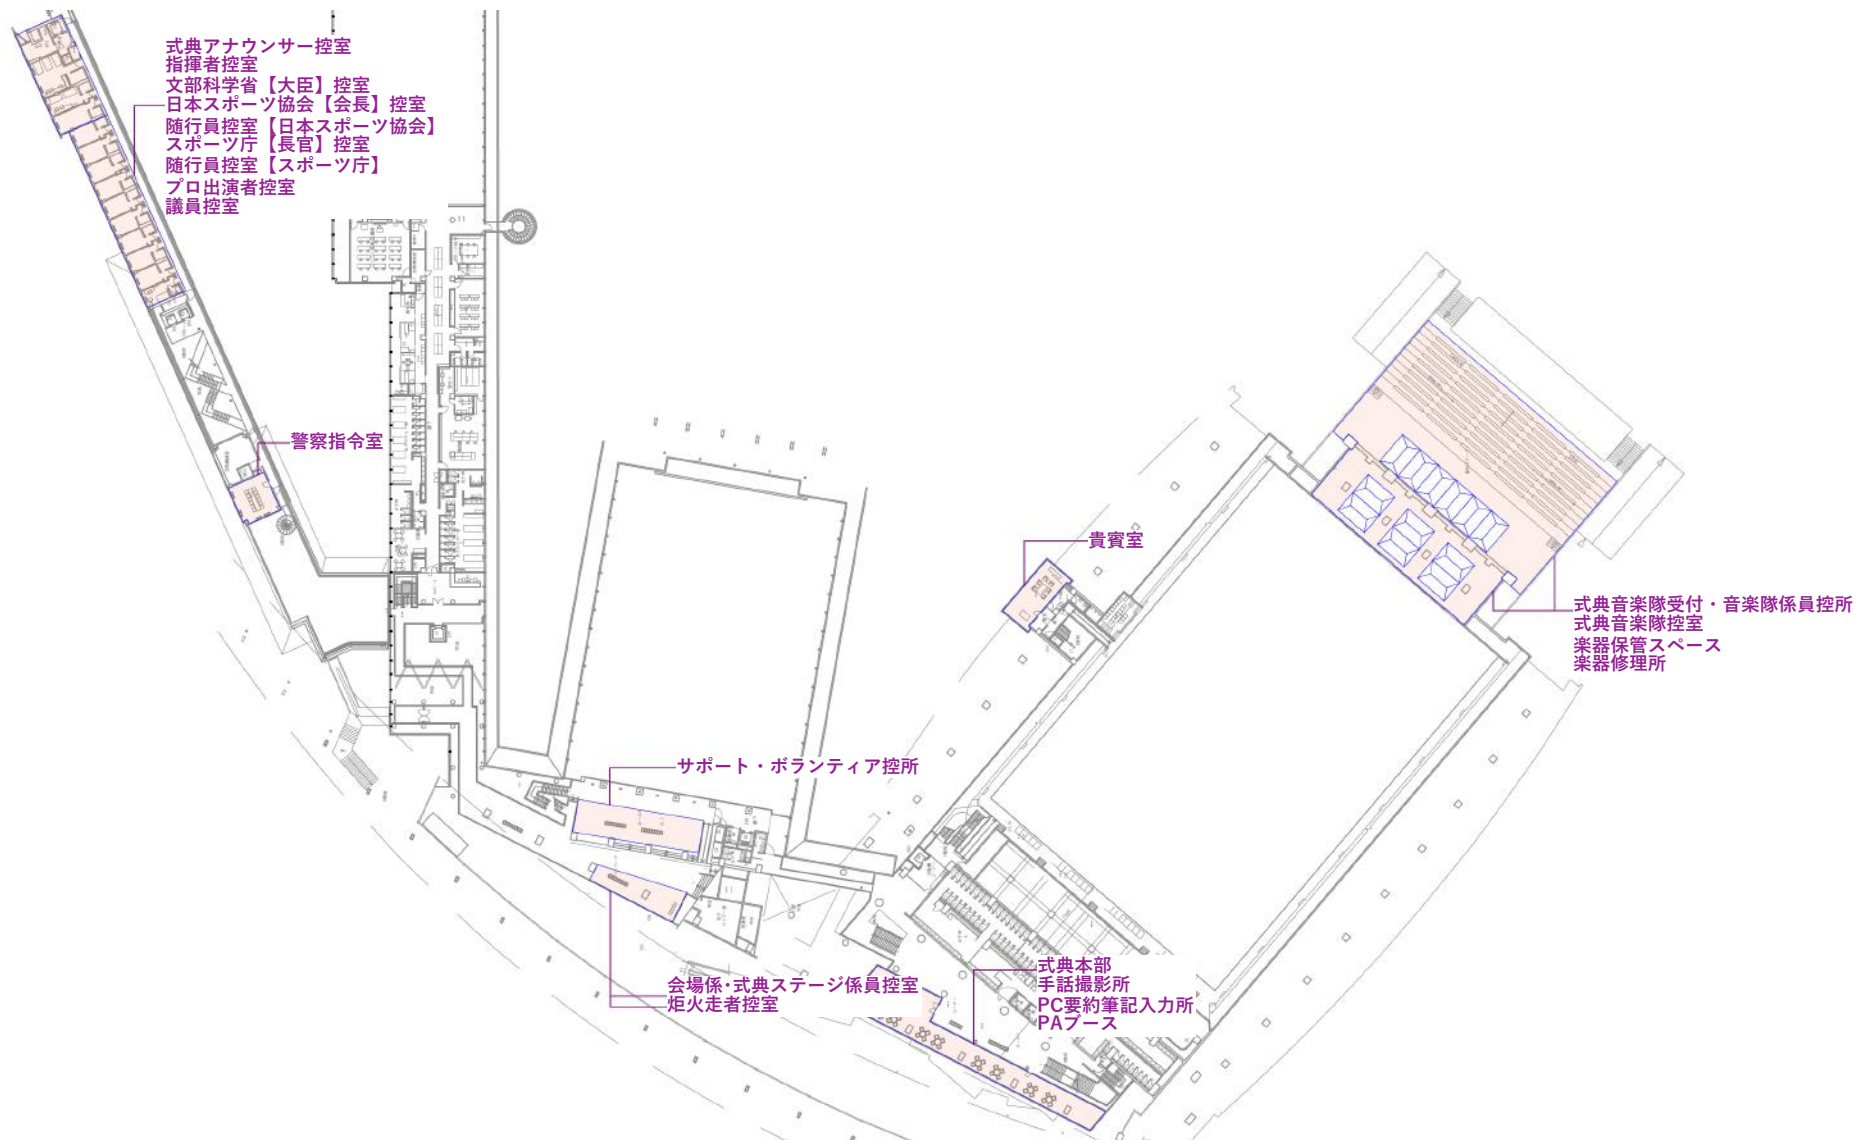 式典アナウンサー控室
指揮者控室
文部科学省【大臣】控室
日本スポーツ協会【会長】控室
随行員控室【日本スポーツ協会】
スポーツ庁【長官】控室
随行員控室【スポーツ庁】
プロ出演者控室
議員控室
警察指令室
貴賓室
式典音楽隊受付・音楽隊係員控所
式典音楽隊控室
楽器保管スペース
楽器修理所
サポート・ボランティア控所
会場係・式典ステージ係員控室
炬火走者控室
式典本部
手話撮影所
PC要約筆記入力所
PAブース